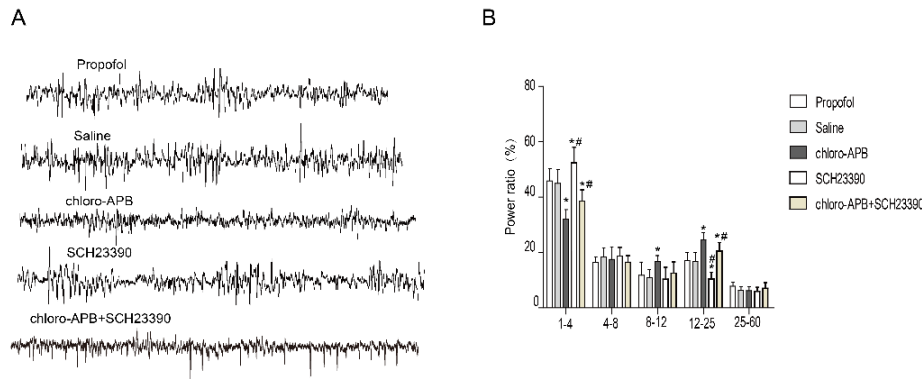 A
Propofol
Saline
chloro-APB
SCH23390
chloro-APB+SCH23390
B
Power ratio (%)
80
60
40
20
0
*
*#
*#
*
*
#
*
*#
1-4
4-8
8-12
12-25
25-60
Propofol
Saline
chloro-APB
SCH23390
chloro-APB+SCH23390